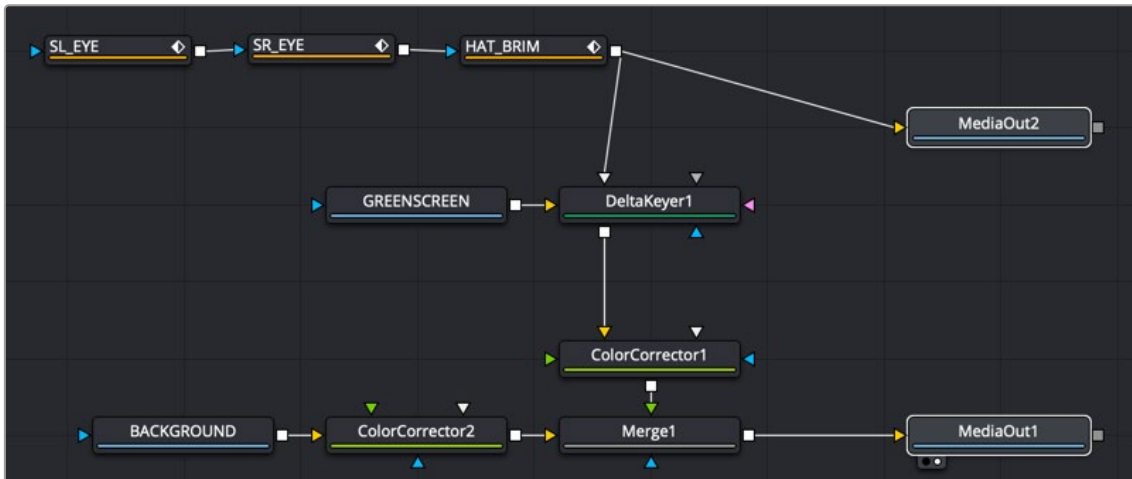 SL_EYE
SR_EYE
HAT_BRIM
MediaOut2
GREENSCREEN
DeltaKeyer1
ColorCorrector1
BACKGROUND
ColorCorrector2
Merge1
MediaOut1